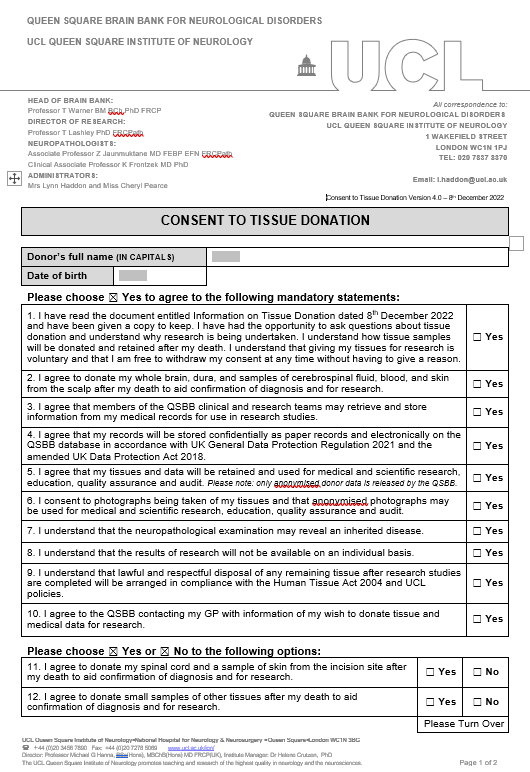 QUEEN SQUARE BRAIN BANK FOR NEUROLOGICAL DISORDERS
UCL QUEEN SQUARE INSTITUTE OF NEUROLOGY
UCL
HEAD OF BRAIN BANK:
Professor T Warner BM BCh PhD FRCP
DIRECTOR OF RESEARCH:
Professor T Lashley PhD FRCPath
NEUROPATHOLOGISTS:
Associate Professor Z Jaunmuktane MD FEBP EFN FRCPath
Clinical Associate Professor K Frontzek MD PhD
ADMINISTRATORS:
Mrs Lynn Haddon and Miss Cheryl Pearce
All correspondence to:
QUEEN SQUARE BRAIN BANK FOR NEUROLOGICAL DISORDERS
UCL QUEEN SQUARE INSTITUTE OF NEUROLOGY
1 WAKEFIELD STREET
LONDON WC1N 1PJ
TEL: 020 7837 8370
Email: l.haddon@ucl.ac.uk
Consent to Tissue Donation Version 4.0 – 8th December 2022
CONSENT TO TISSUE DONATION
Donor's full name (IN CAPITALS)
Date of birth
Please choose ☒ Yes to agree to the following mandatory statements:
1. I have read the document entitled Information on Tissue Donation dated 8th December 2022
and have been given a copy to keep. I have had the opportunity to ask questions about tissue
donation and understand why research is being undertaken. I understand how tissue samples
will be donated and retained after my death. I understand that giving my tissues for research is
voluntary and that I am free to withdraw my consent at any time without having to give a reason.
☐ Yes
2. I agree to donate my whole brain, dura, and samples of cerebrospinal fluid, blood, and skin
from the scalp after my death to aid confirmation of diagnosis and for research.
☐ Yes
3. I agree that members of the QSBB clinical and research teams may retrieve and store
information from my medical records for use in research studies.
☐ Yes
4. I agree that my records will be stored confidentially as paper records and electronically on the
QSBB database in accordance with UK General Data Protection Regulation 2021 and the
amended UK Data Protection Act 2018.
☐ Yes
5. I agree that my tissues and data will be retained and used for medical and scientific research,
education, quality assurance and audit. Please note: only anonymised donor data is released by the QSBB.
☐ Yes
6. I consent to photographs being taken of my tissues and that anonymised photographs may
be used for medical and scientific research, education, quality assurance and audit.
☐ Yes
7. I understand that the neuropathological examination may reveal an inherited disease.
☐ Yes
8. I understand that the results of research will not be available on an individual basis.
☐ Yes
9. I understand that lawful and respectful disposal of any remaining tissue after research studies
are completed will be arranged in compliance with the Human Tissue Act 2004 and UCL
policies.
☐ Yes
10. I agree to the QSBB contacting my GP with information of my wish to donate tissue and
medical data for research.
☐ Yes
Please choose ☒ Yes or ☒ No to the following options:
11. I agree to donate my spinal cord and a sample of skin from the incision site after
my death to aid confirmation of diagnosis and for research.
☐ Yes ☐ No
12. I agree to donate small samples of other tissues after my death to aid
confirmation of diagnosis and for research.
☐ Yes ☐ No
Please Turn Over
UCL Queen Square Institute of Neurology•National Hospital for Neurology & Neurosurgery •Queen Square•London WC1N 3BG
☎ +44 (0)20 3456 7890 Fax: +44 (0)20 7278 5069 www.ucl.ac.uk/ion/
Director: Professor Michael G Hanna, (Hons), MBChB(Hons) MD FRCP(UK), Institute Manager: Dr Helene Crutzen, PhD
The UCL Queen Square Institute of Neurology promotes teaching and research of the highest quality in neurology and the neurosciences.
Page 1 of 2